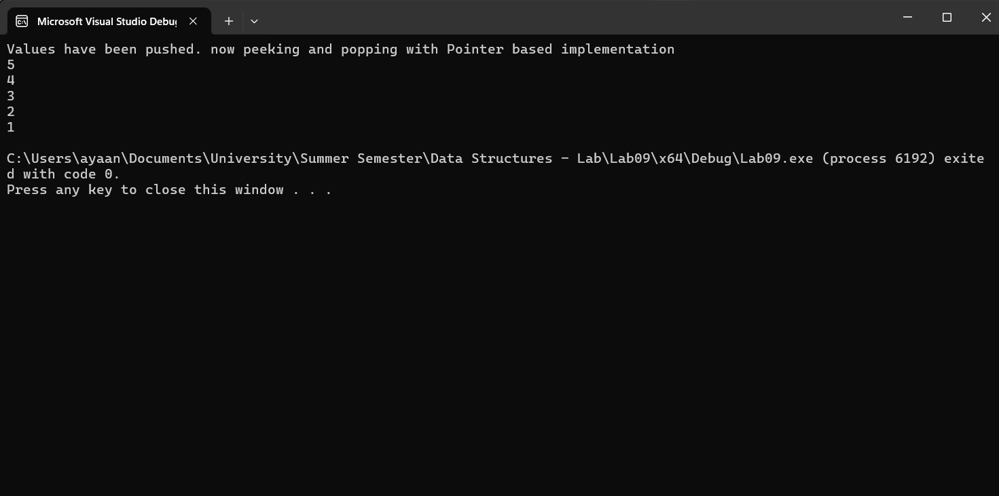 Microsoft Visual Studio Debug
Values have been pushed. now peeking and popping with Pointer based implementation
5
4
3
2
1
C:\Users\ayaan\Documents\University\Summer Semester\Data Structures - Lab\Lab09\x64\Debug\Lab09.exe (process 6192) exite
d with code 0.
Press any key to close this window . . .